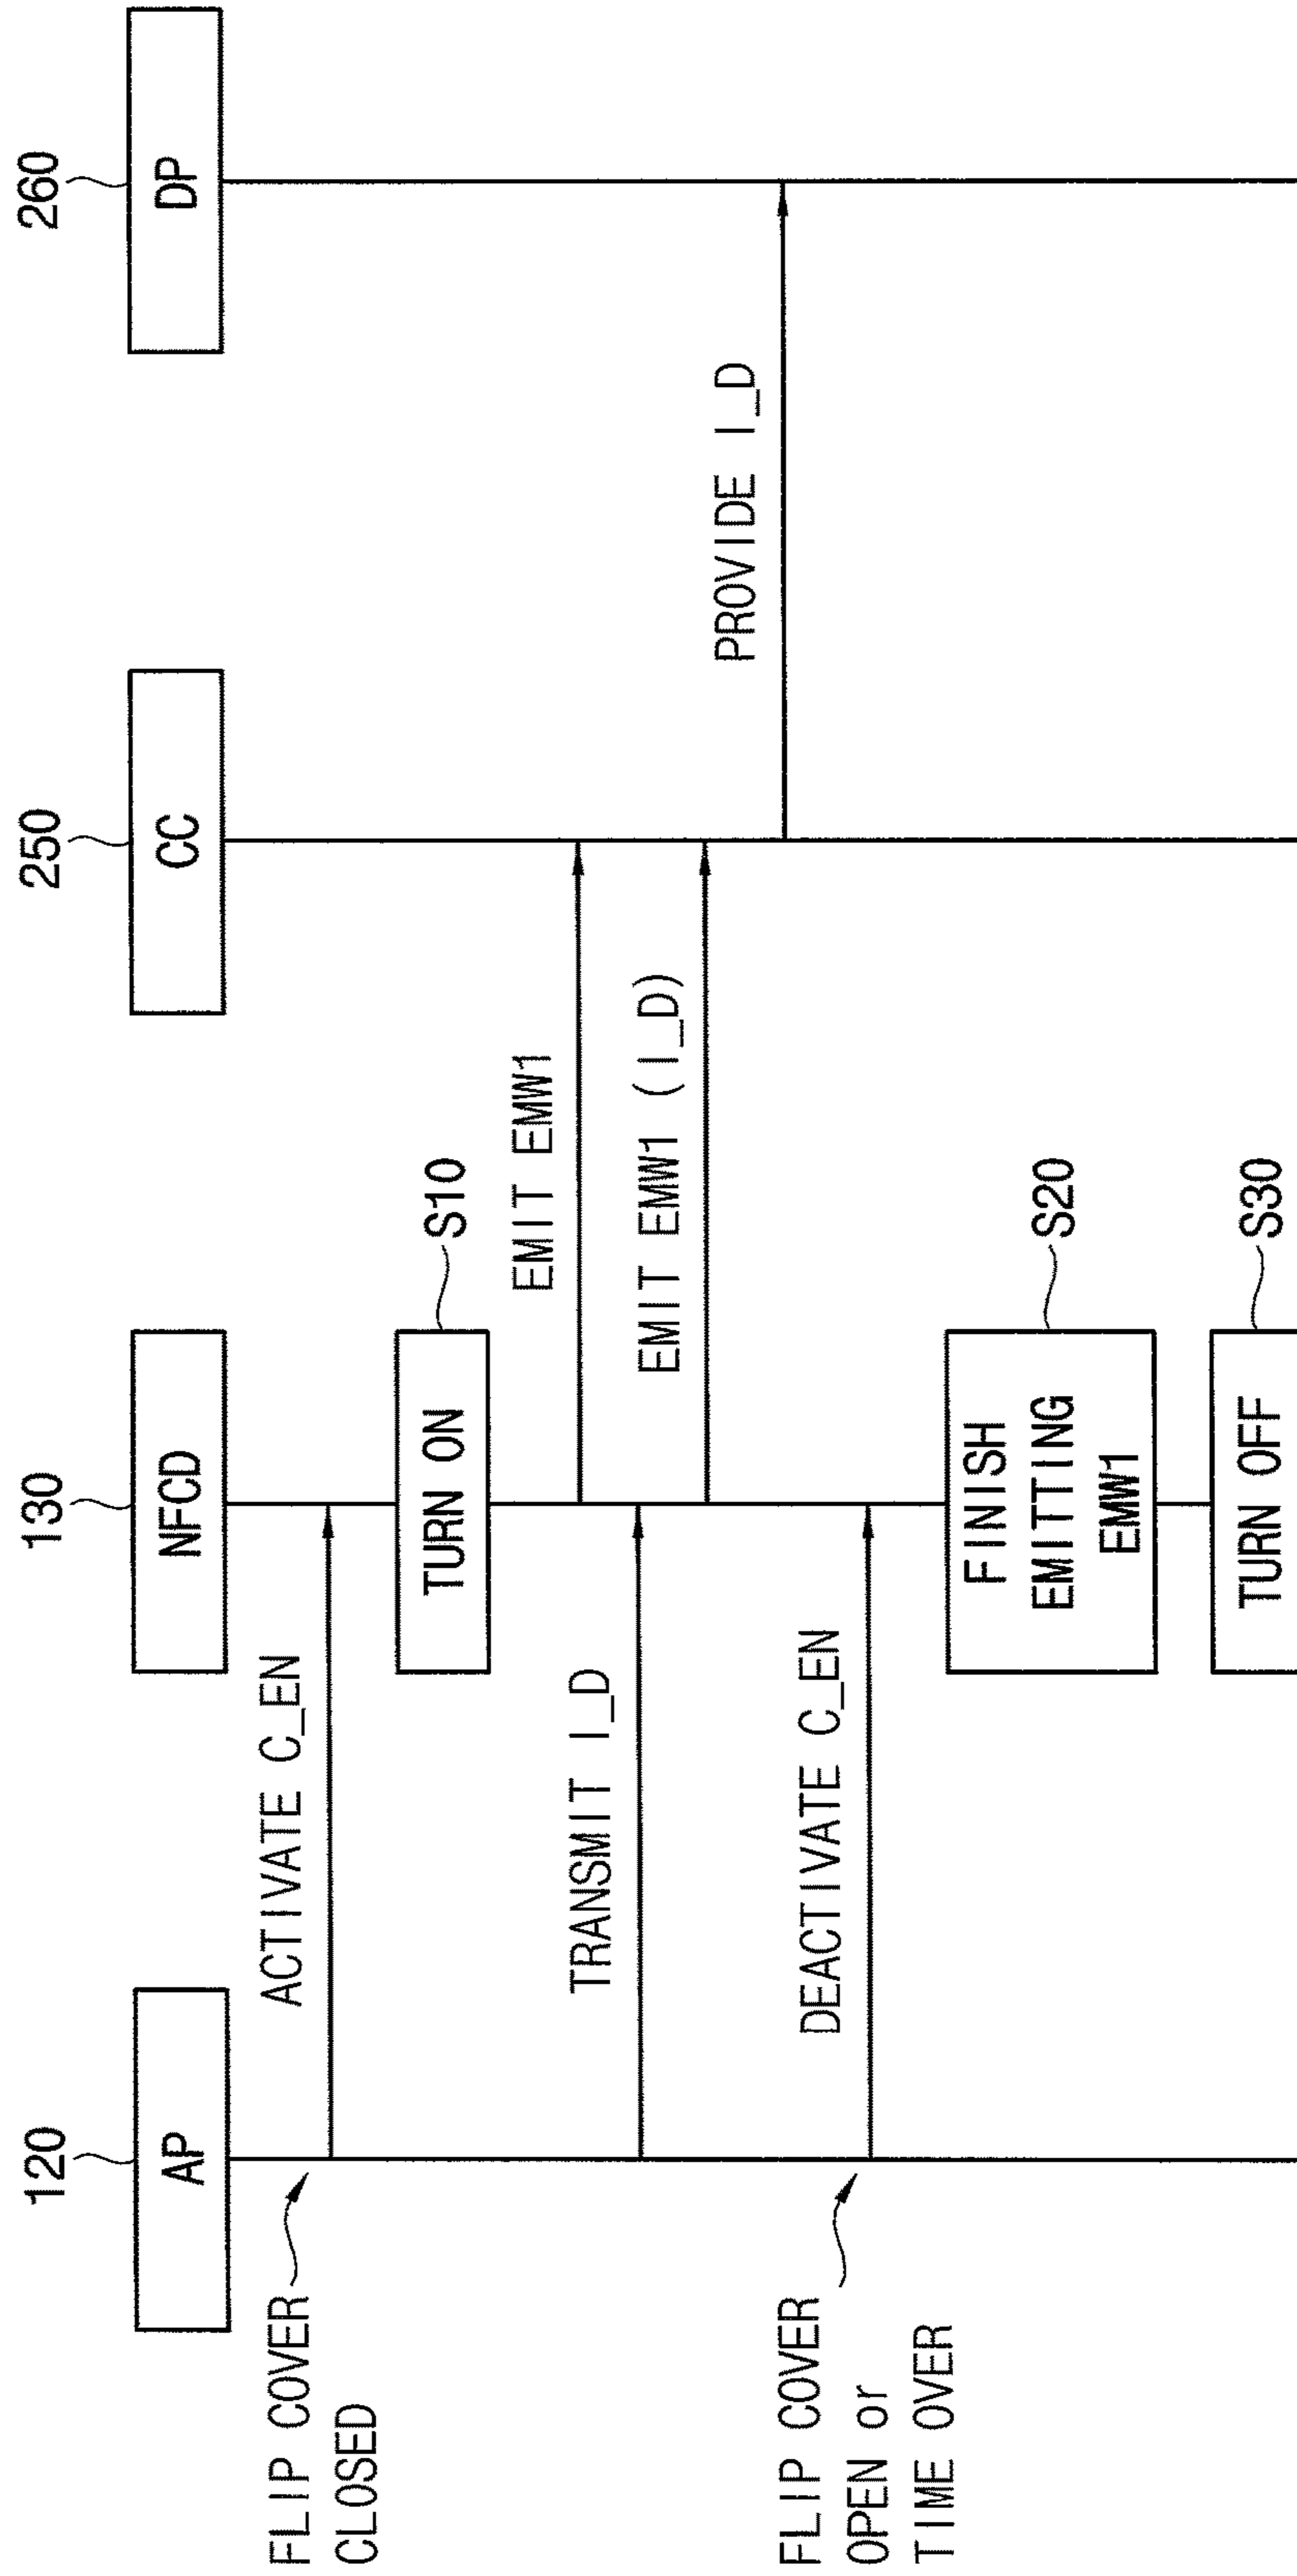 120
130
250
260
AP
NFCD
CC
DP
FLIP COVER
CLOSED
ACTIVATE C_EN
TURN ON
S10
EMIT EMW1
TRANSMIT I_D
EMIT EMW1 (I_D)
PROVIDE I_D
FLIP COVER
OPEN or
TIME OVER
DEACTIVATE C_EN
FINISH
EMITTING
EMW1
S20
TURN OFF
S30